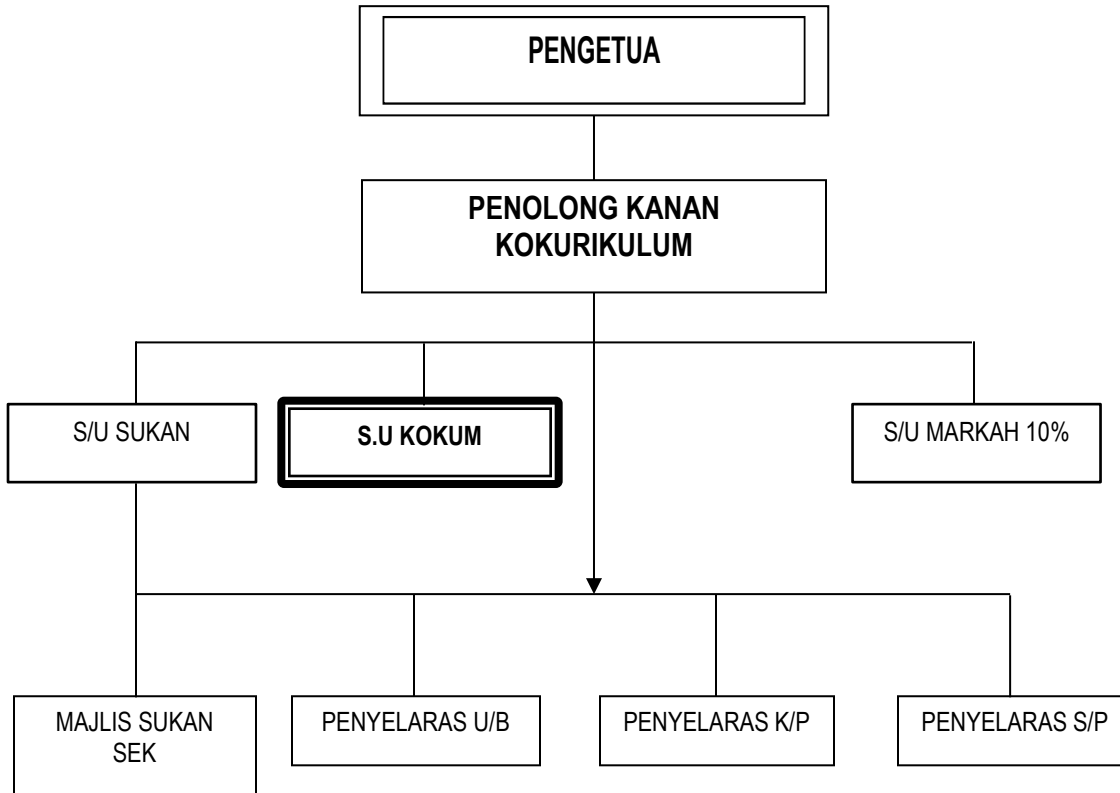 PENGETUA
PENOLONG KANAN
KOKURIKULUM
S/U SUKAN
S.U KOKUM
S/U MARKAH 10%
MAJLIS SUKAN
SEK
PENYELARAS U/B
PENYELARAS K/P
PENYELARAS S/P